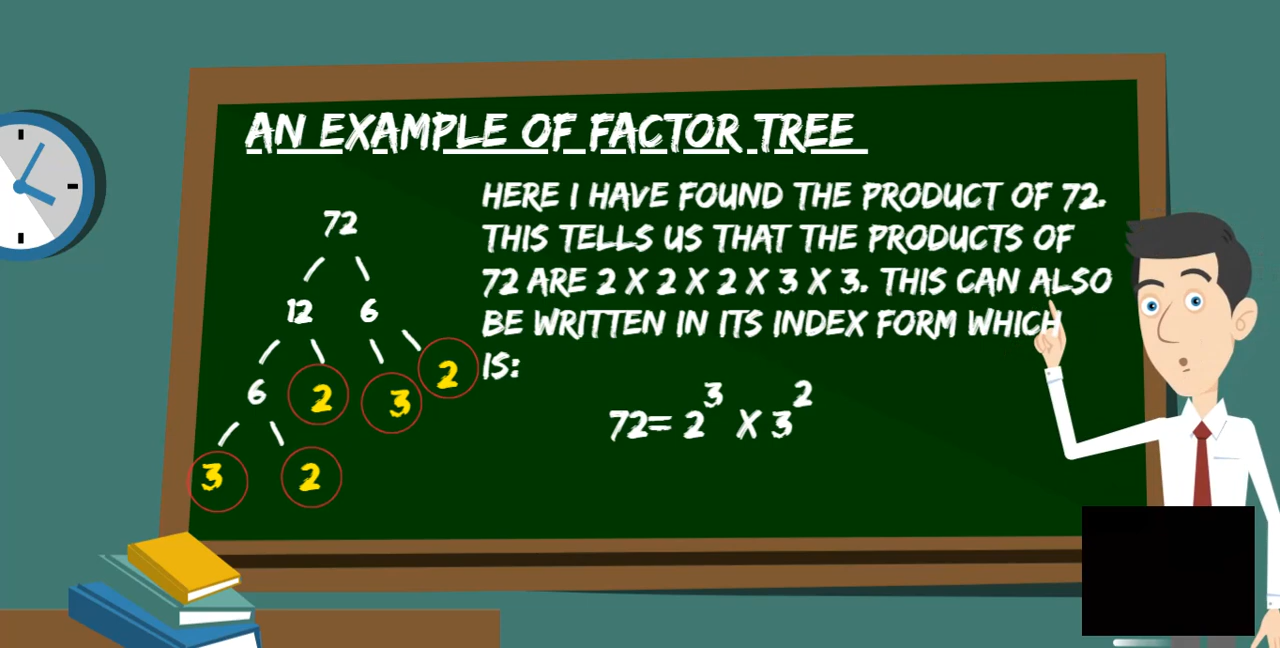 AN EXAMPLE OF FACTOR TREE
HERE I HAVE FOUND THE PRODUCT OF 72.
THIS TELLS US THAT THE PRODUCTS OF
72 ARE 2 X 2 X 2 X 3 X 3. THIS CAN ALSO
BE WRITTEN IN ITS INDEX FORM WHICH
IS:
72= 2³ X 3²
72
12 6
6 2 3 2
3 2